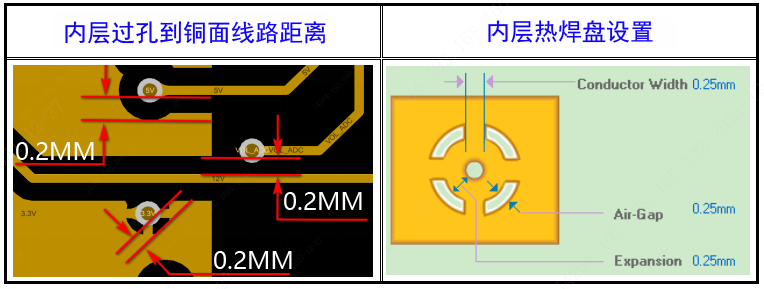 内层过孔到铜面线路距离
内层热焊盘设置
5V
5V
5V
VOL_ADC
VOL_ADC
12V
3.3V
3.3V
0.2MM
0.2MM
0.2MM
Conductor Width 0.25mm
Air-Gap 0.25mm
Expansion 0.25mm